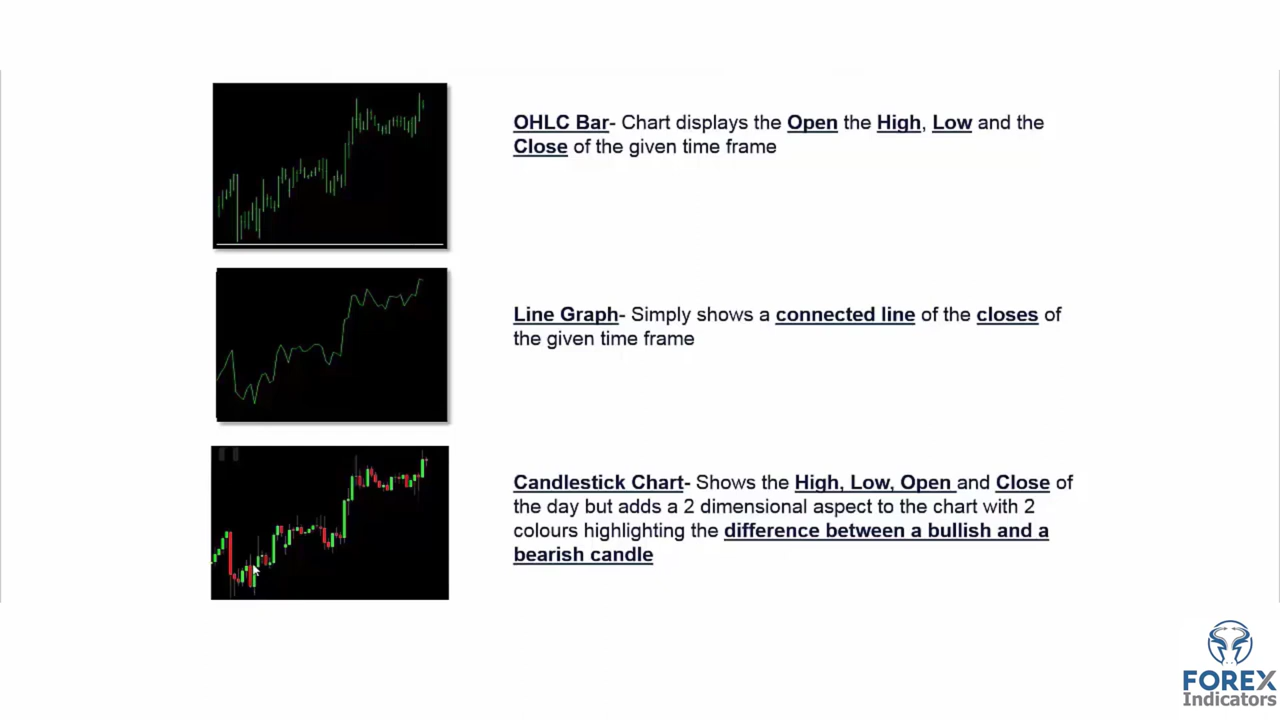 OHLC Bar- Chart displays the Open the High, Low and the
Close of the given time frame
Line Graph- Simply shows a connected line of the closes of
the given time frame
Candlestick Chart- Shows the High, Low, Open and Close of
the day but adds a 2 dimensional aspect to the chart with 2
colours highlighting the difference between a bullish and a
bearish candle
FOREX
Indicators